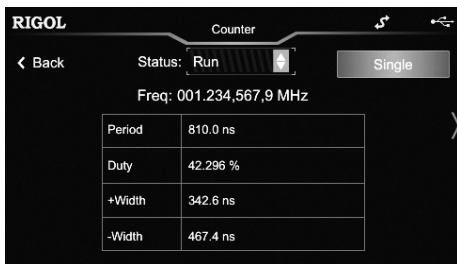 RIGOL
Counter
Back
Status: Run
Single
Freq: 001.234,567,9 MHz
Period 810.0 ns
Duty 42.296 %
+Width 342.6 ns
-Width 467.4 ns